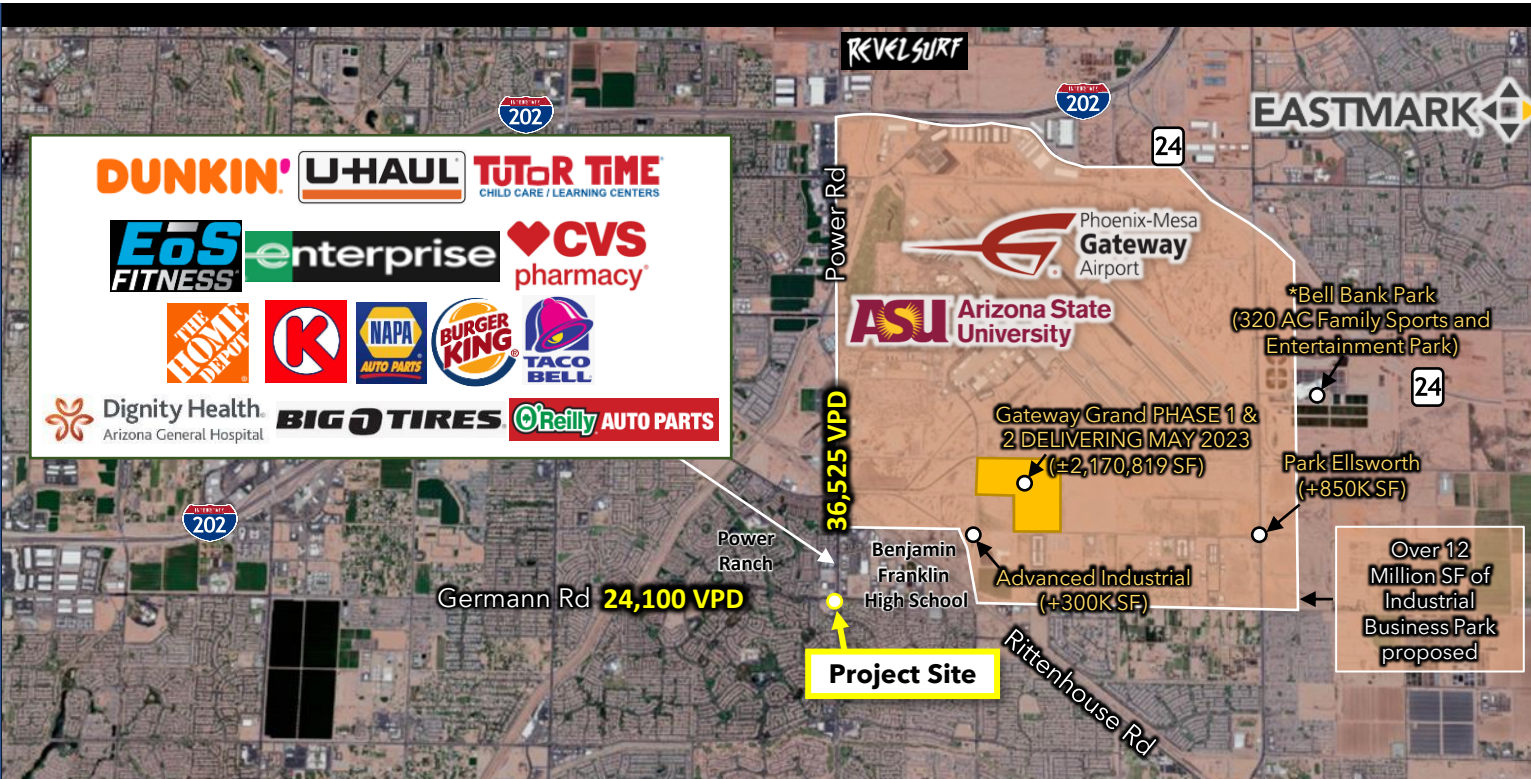 REVEL SURF
INTERSTATE
202
INTERSTATE
202
EASTMARK
24
DUNKIN'
U-HAUL
TUTOR TIME
CHILD CARE / LEARNING CENTERS
EōS
FITNESS
enterprise
CVS
pharmacy
THE
HOME
DEPOT
K
NAPA
AUTO PARTS
BURGER
KING
TACO
BELL
Dignity Health.
Arizona General Hospital
BIG O TIRES
O'Reilly AUTO PARTS
Power Rd
Phoenix-Mesa
Gateway
Airport
ASU Arizona State
University
*Bell Bank Park
(320 AC Family Sports and
Entertainment Park)
24
36,525 VPD
Gateway Grand PHASE 1 &
2 DELIVERING MAY 2023
(±2,170,819 SF)
Park Ellsworth
(+850K SF)
INTERSTATE
202
Power
Ranch
Benjamin
Franklin
High School
Advanced Industrial
(+300K SF)
Over 12
Million SF of
Industrial
Business Park
proposed
Germann Rd 24,100 VPD
Project Site
Rittenhouse Rd